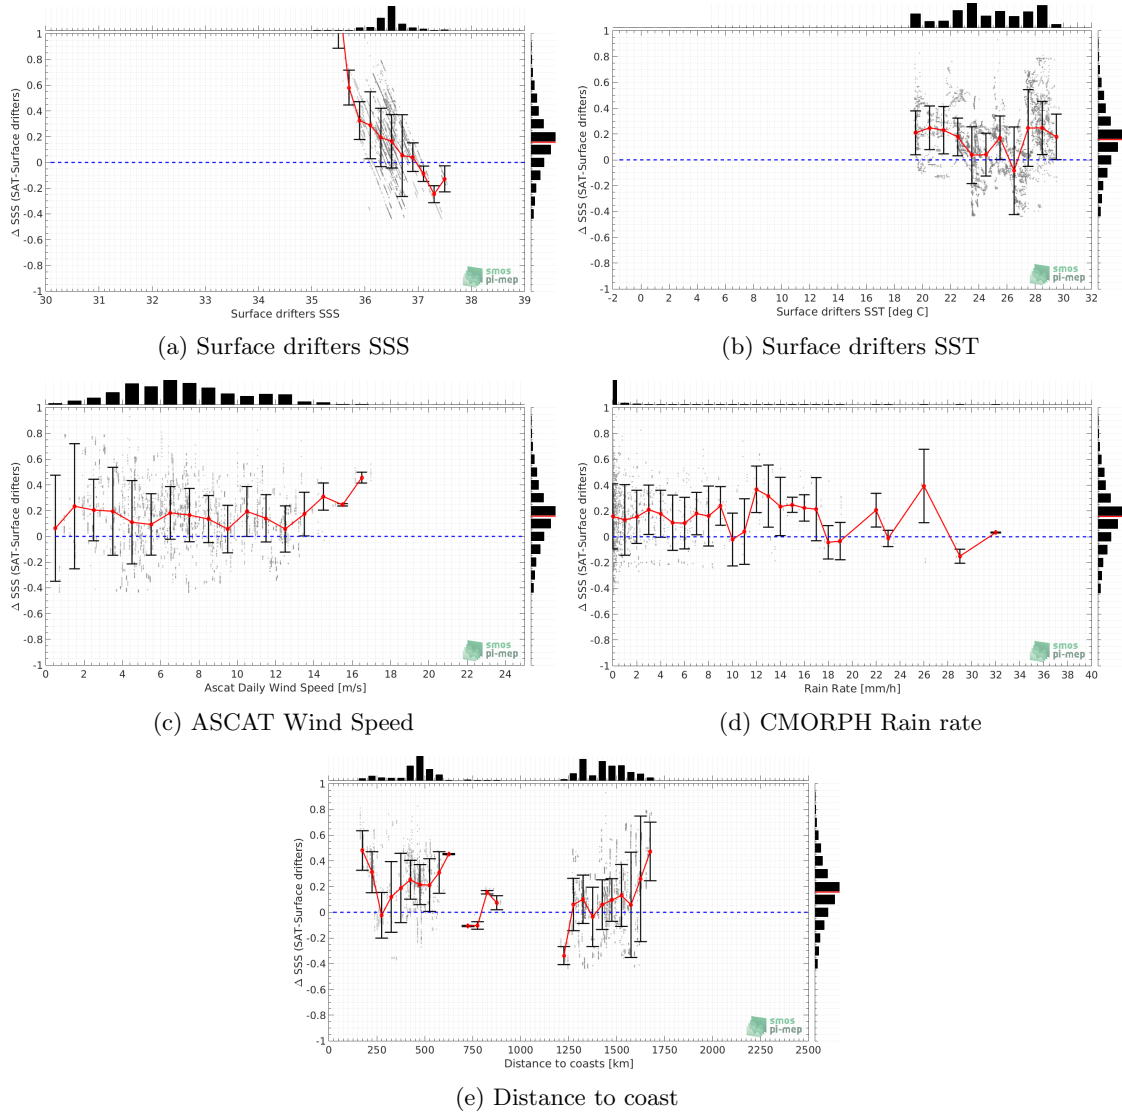 1
0.8
0.6
0.4
0.2
0
-0.2
-0.4
-0.6
-0.8
-1
Δ SSS (SAT-Surface drifters)
30 31 32 33 34 35 36 37 38 39
Surface drifters SSS
smos
pi-mep
(a) Surface drifters SSS
1
0.8
0.6
0.4
0.2
0
-0.2
-0.4
-0.6
-0.8
-1
Δ SSS (SAT-Surface drifters)
-2 0 2 4 6 8 10 12 14 16 18 20 22 24 26 28 30 32
Surface drifters SST [deg C]
smos
pi-mep
(b) Surface drifters SST
1
0.8
0.6
0.4
0.2
0
-0.2
-0.4
-0.6
-0.8
-1
Δ SSS (SAT-Surface drifters)
0 2 4 6 8 10 12 14 16 18 20 22 24
Ascat Daily Wind Speed [m/s]
smos
pi-mep
(c) ASCAT Wind Speed
1
0.8
0.6
0.4
0.2
0
-0.2
-0.4
-0.6
-0.8
-1
Δ SSS (SAT-Surface drifters)
0 2 4 6 8 10 12 14 16 18 20 22 24 26 28 30 32 34 36 38 40
Rain Rate [mm/h]
smos
pi-mep
(d) CMORPH Rain rate
1
0.8
0.6
0.4
0.2
0
-0.2
-0.4
-0.6
-0.8
-1
Δ SSS (SAT-Surface drifters)
0 250 500 750 1000 1250 1500 1750 2000 2250 2500
Distance to coasts [km]
smos
pi-mep
(e) Distance to coast